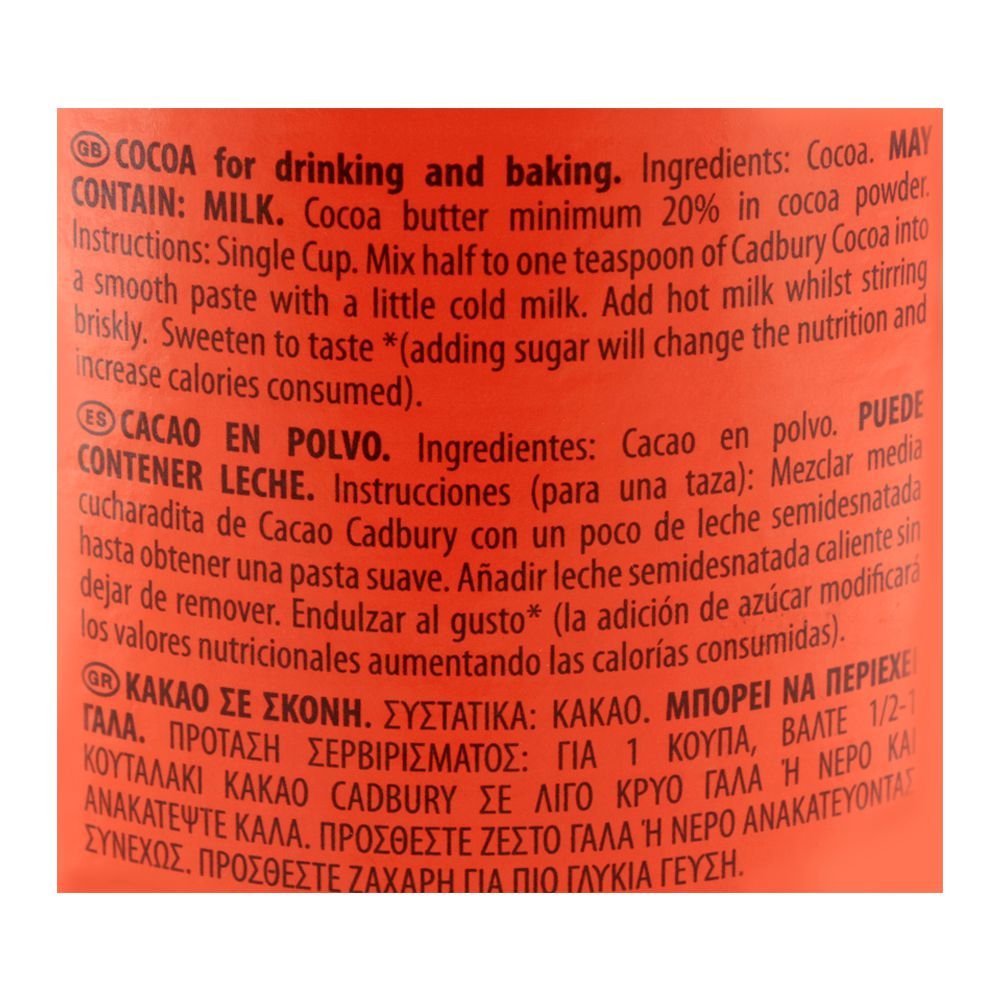 GB COCOA for drinking and baking. Ingredients: Cocoa. MAY
CONTAIN: MILK. Cocoa butter minimum 20% in cocoa powder.
Instructions: Single Cup. Mix half to one teaspoon of Cadbury Cocoa into
a smooth paste with a little cold milk. Add hot milk whilst stirring
briskly. Sweeten to taste *(adding sugar will change the nutrition and
increase calories consumed).
ES CACAO EN POLVO. Ingredientes: Cacao en polvo. PUEDE
CONTENER LECHE. Instrucciones (para una taza): Mezclar media
cucharadita de Cacao Cadbury con un poco de leche semidesnatada
hasta obtener una pasta suave. Añadir leche semidesnatada caliente sin
dejar de remover. Endulzar al gusto* (la adición de azúcar modificará
los valores nutricionales aumentando las calorías consumidas).
GR ΚΑΚΑΟ ΣΕ ΣΚΟΝΗ. ΣΥΣΤΑΤΙΚΑ: ΚΑΚΑΟ. ΜΠΟΡΕΙ ΝΑ ΠΕΡΙΕΧΕΙ
ΓΑΛΑ. ΠΡΟΤΑΣΗ ΣΕΡΒΙΡΙΣΜΑΤΟΣ: ΓΙΑ 1 ΚΟΥΠΑ, ΒΑΛΤΕ 1/2-1
ΚΟΥΤΑΛΑΚΙ ΚΑΚΑΟ CADBURY ΣΕ ΛΙΓΟ ΚΡΥΟ ΓΑΛΑ Ή ΝΕΡΟ ΚΑΙ
ΑΝΑΚΑΤΕΨΤΕ ΚΑΛΑ. ΠΡΟΣΘΕΣΤΕ ΖΕΣΤΟ ΓΑΛΑ Ή ΝΕΡΟ ΑΝΑΚΑΤΕΥΟΝΤΑΣ
ΣΥΝΕΧΩΣ. ΠΡΟΣΘΕΣΤΕ ΖΑΧΑΡΗ ΓΙΑ ΠΙΟ ΓΛΥΚΙΑ ΓΕΥΣΗ.